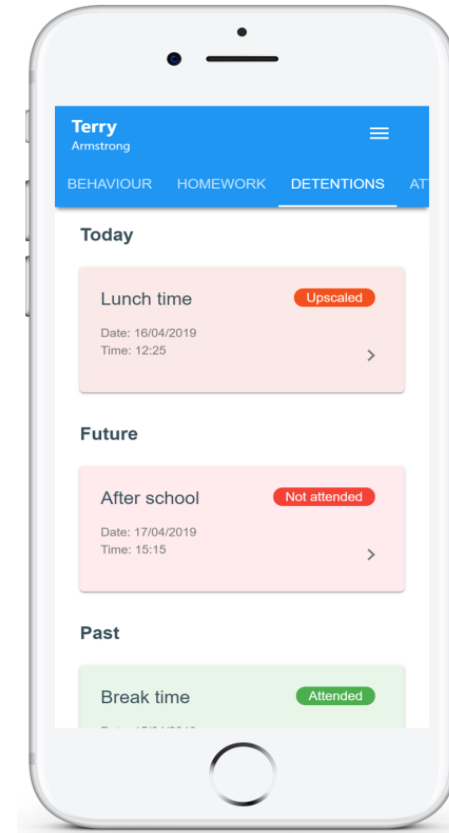 Terry
Armstrong
BEHAVIOUR HOMEWORK DETENTIONS
Today
Lunch time Upscaled
Date: 16/04/2019
Time: 12:25
Future
After school Not attended
Date: 17/04/2019
Time: 15:15
Past
Break time Attended